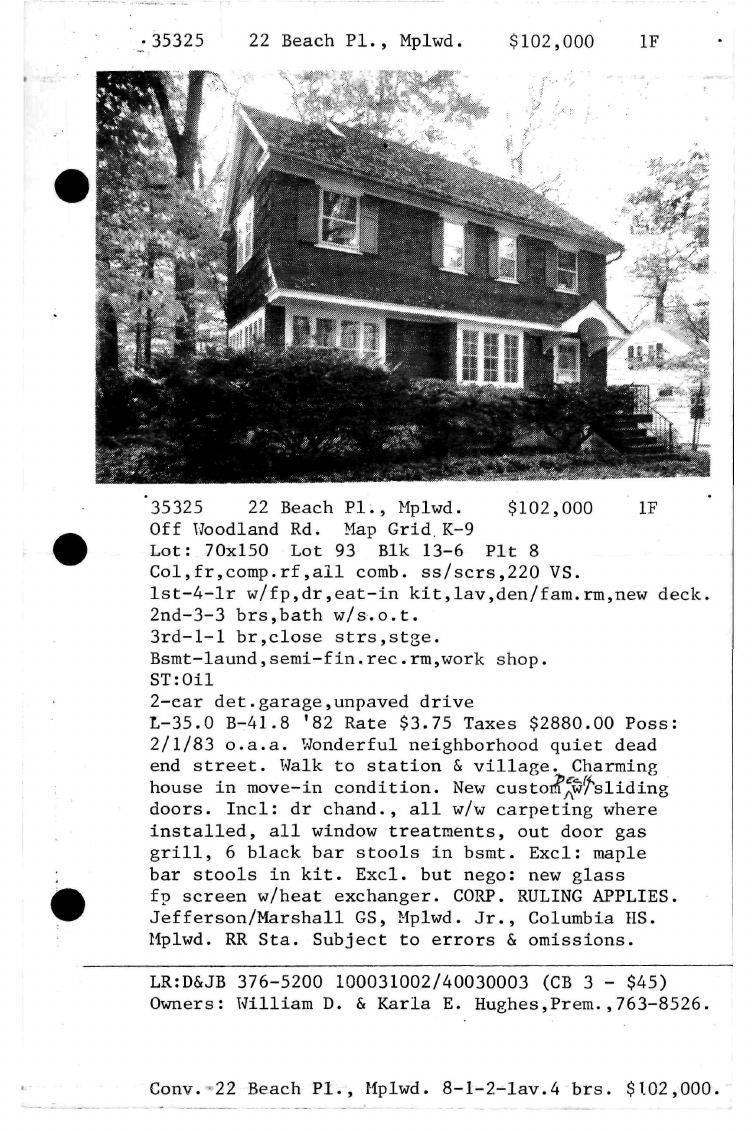 35325 22 Beach Pl., Mplwd. $102,000 1F
35325 22 Beach Pl., Mplwd. $102,000 1F
Off Woodland Rd. Map Grid K-9
Lot: 70x150 Lot 93 Blk 13-6 Plt 8
Col,fr,comp.rf,all comb. ss/scrs,220 VS.
1st-4-lr w/fp,dr,eat-in kit,lav,den/fam.rm,new deck.
2nd-3-3 brs,bath w/s.o.t.
3rd-1-1 br,close strs,stge.
Bsmt-laund,semi-fin.rec.rm,work shop.
ST:Oil
2-car det.garage,unpaved drive
L-35.0 B-41.8 '82 Rate $3.75 Taxes $2880.00 Poss:
2/1/83 o.a.a. Wonderful neighborhood quiet dead
end street. Walk to station & village. Charming
house in move-in condition. New custom Deck w/sliding
doors. Incl: dr chand., all w/w carpeting where
installed, all window treatments, out door gas
grill, 6 black bar stools in bsmt. Excl: maple
bar stools in kit. Excl. but nego: new glass
fp screen w/heat exchanger. CORP. RULING APPLIES.
Jefferson/Marshall GS, Mplwd. Jr., Columbia HS.
Mplwd. RR Sta. Subject to errors & omissions.
LR:D&JB 376-5200 100031002/40030003 (CB 3 - $45)
Owners: William D. & Karla E. Hughes,Prem.,763-8526.
Conv. 22 Beach Pl., Mplwd. 8-1-2-lav.4 brs. $102,000.